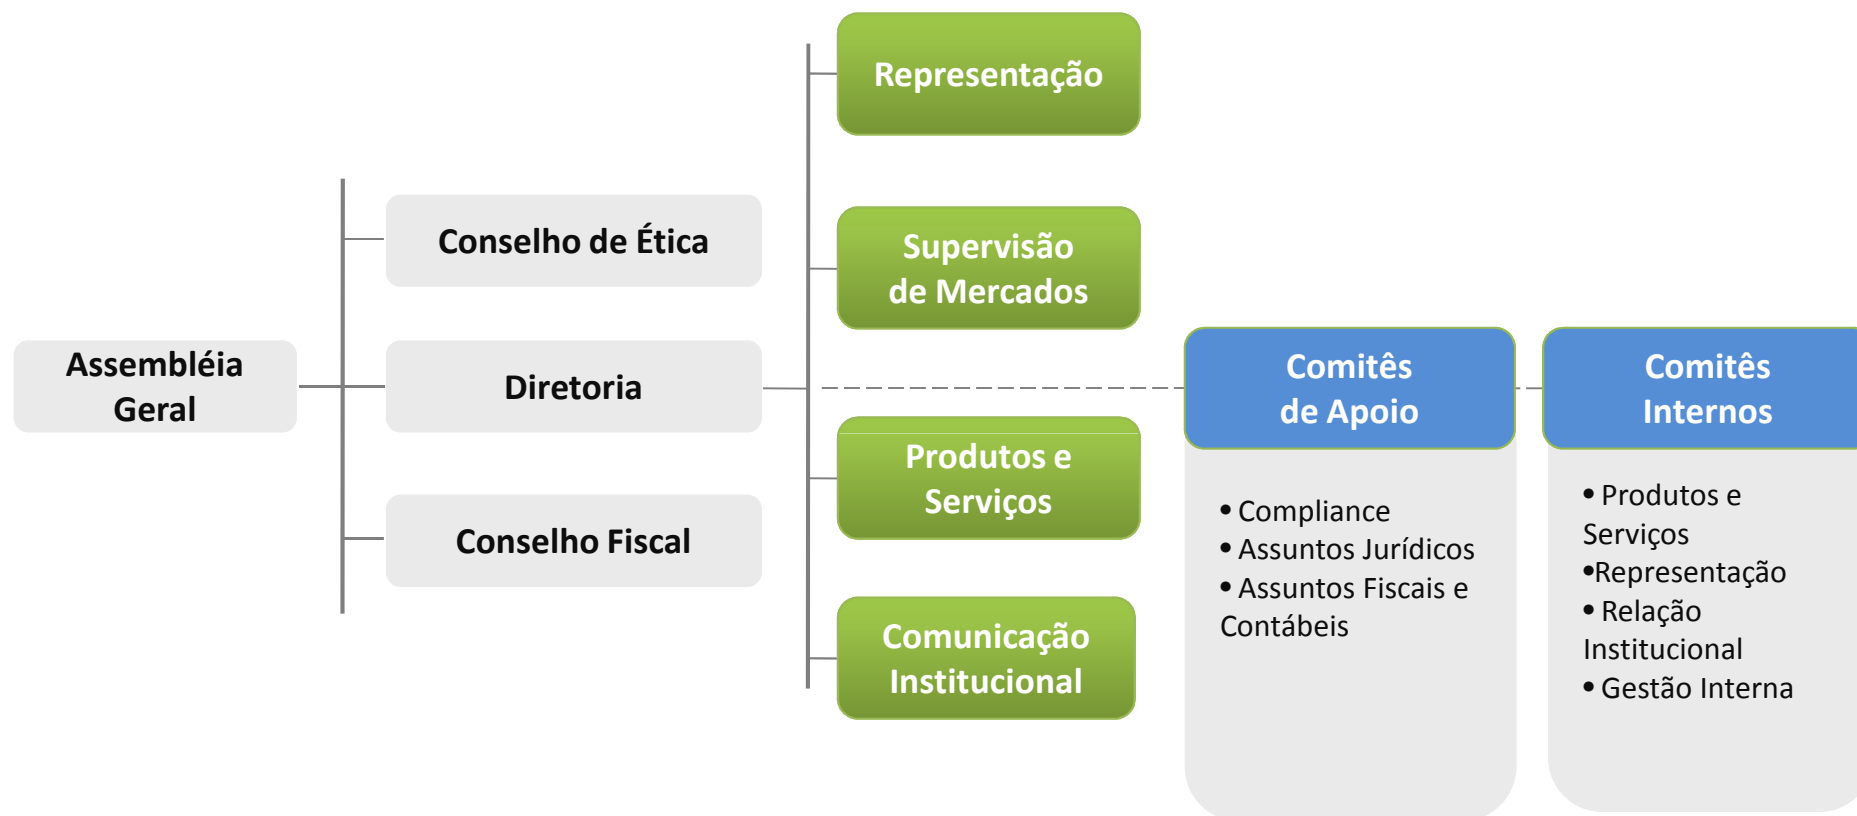 Assembléia
Geral
Conselho de Ética
Diretoria
Conselho Fiscal
Representação
Supervisão
de Mercados
Produtos e
Serviços
Comunicação
Institucional
Comitês
de Apoio
• Compliance
• Assuntos Jurídicos
• Assuntos Fiscais e
Contábeis
Comitês
Internos
• Produtos e
Serviços
•Representação
• Relação
Institucional
• Gestão Interna